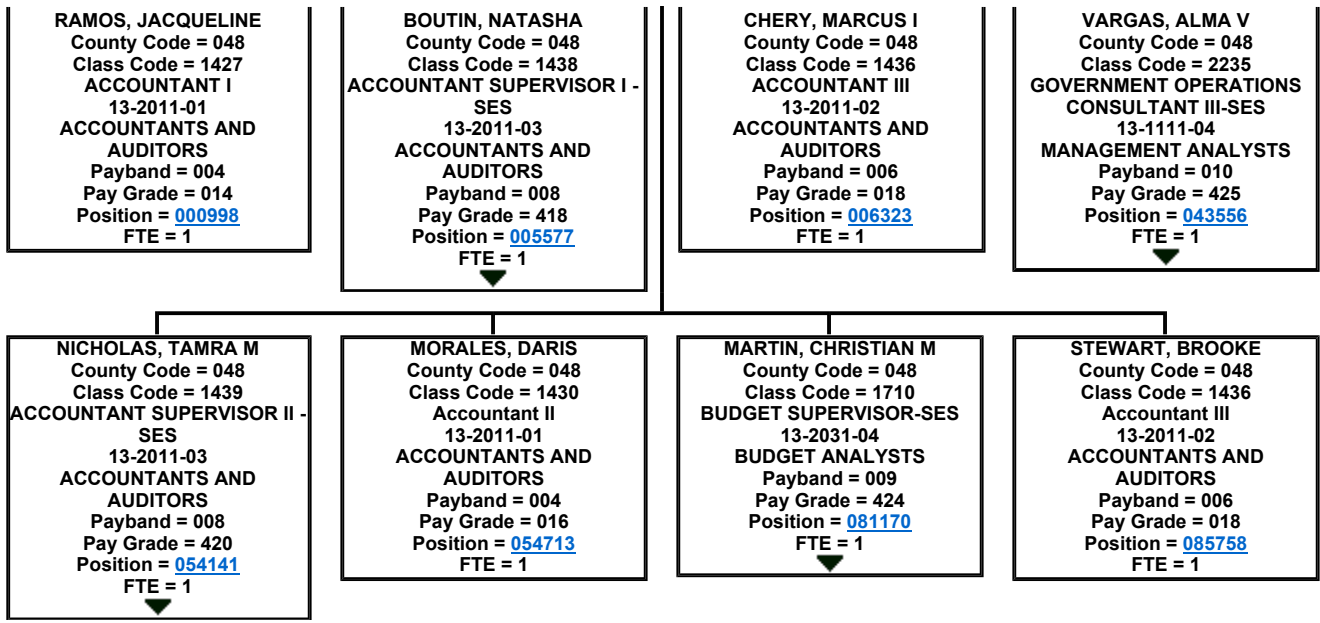 RAMOS, JACQUELINE
County Code = 048
Class Code = 1427
ACCOUNTANT I
13-2011-01
ACCOUNTANTS AND
AUDITORS
Payband = 004
Pay Grade = 014
Position = 000998
FTE = 1
BOUTIN, NATASHA
County Code = 048
Class Code = 1438
ACCOUNTANT SUPERVISOR I -
SES
13-2011-03
ACCOUNTANTS AND
AUDITORS
Payband = 008
Pay Grade = 418
Position = 005577
FTE = 1
CHERY, MARCUS I
County Code = 048
Class Code = 1436
ACCOUNTANT III
13-2011-02
ACCOUNTANTS AND
AUDITORS
Payband = 006
Pay Grade = 018
Position = 006323
FTE = 1
VARGAS, ALMA V
County Code = 048
Class Code = 2235
GOVERNMENT OPERATIONS
CONSULTANT III-SES
13-1111-04
MANAGEMENT ANALYSTS
Payband = 010
Pay Grade = 425
Position = 043556
FTE = 1
NICHOLAS, TAMRA M
County Code = 048
Class Code = 1439
ACCOUNTANT SUPERVISOR II -
SES
13-2011-03
ACCOUNTANTS AND
AUDITORS
Payband = 008
Pay Grade = 420
Position = 054141
FTE = 1
MORALES, DARIS
County Code = 048
Class Code = 1430
Accountant II
13-2011-01
ACCOUNTANTS AND
AUDITORS
Payband = 004
Pay Grade = 016
Position = 054713
FTE = 1
MARTIN, CHRISTIAN M
County Code = 048
Class Code = 1710
BUDGET SUPERVISOR-SES
13-2031-04
BUDGET ANALYSTS
Payband = 009
Pay Grade = 424
Position = 081170
FTE = 1
STEWART, BROOKE
County Code = 048
Class Code = 1436
Accountant III
13-2011-02
ACCOUNTANTS AND
AUDITORS
Payband = 006
Pay Grade = 018
Position = 085758
FTE = 1